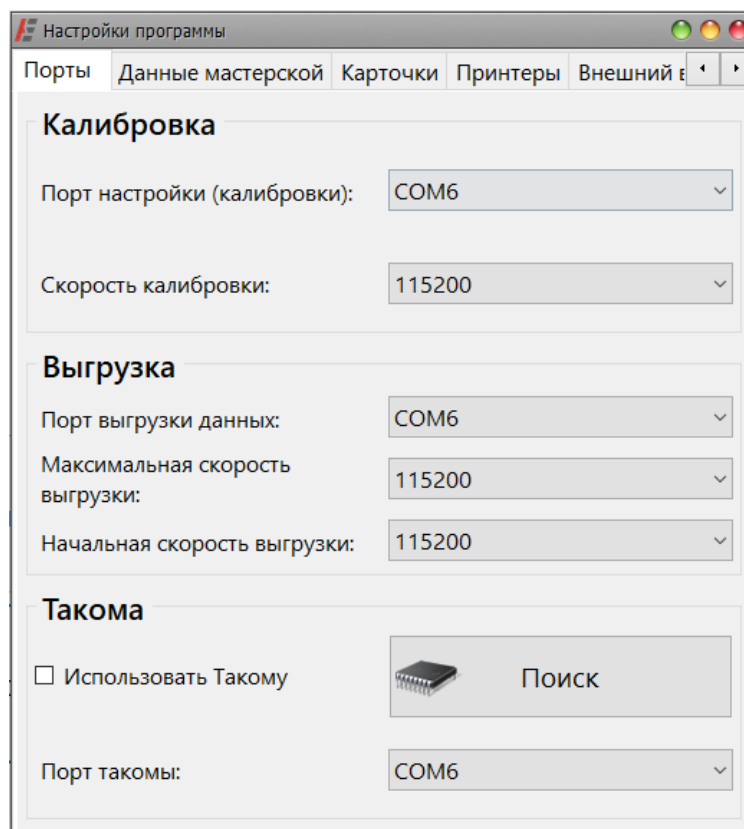 Настройки программы
Порты Данные мастерской Карточки Принтеры Внешний
Калибровка
Порт настройки (калибровки): COM6
Скорость калибровки: 115200
Выгрузка
Порт выгрузки данных: COM6
Максимальная скорость
выгрузки: 115200
Начальная скорость выгрузки: 115200
Такома
Использовать Такому Поиск
Порт такомы: COM6